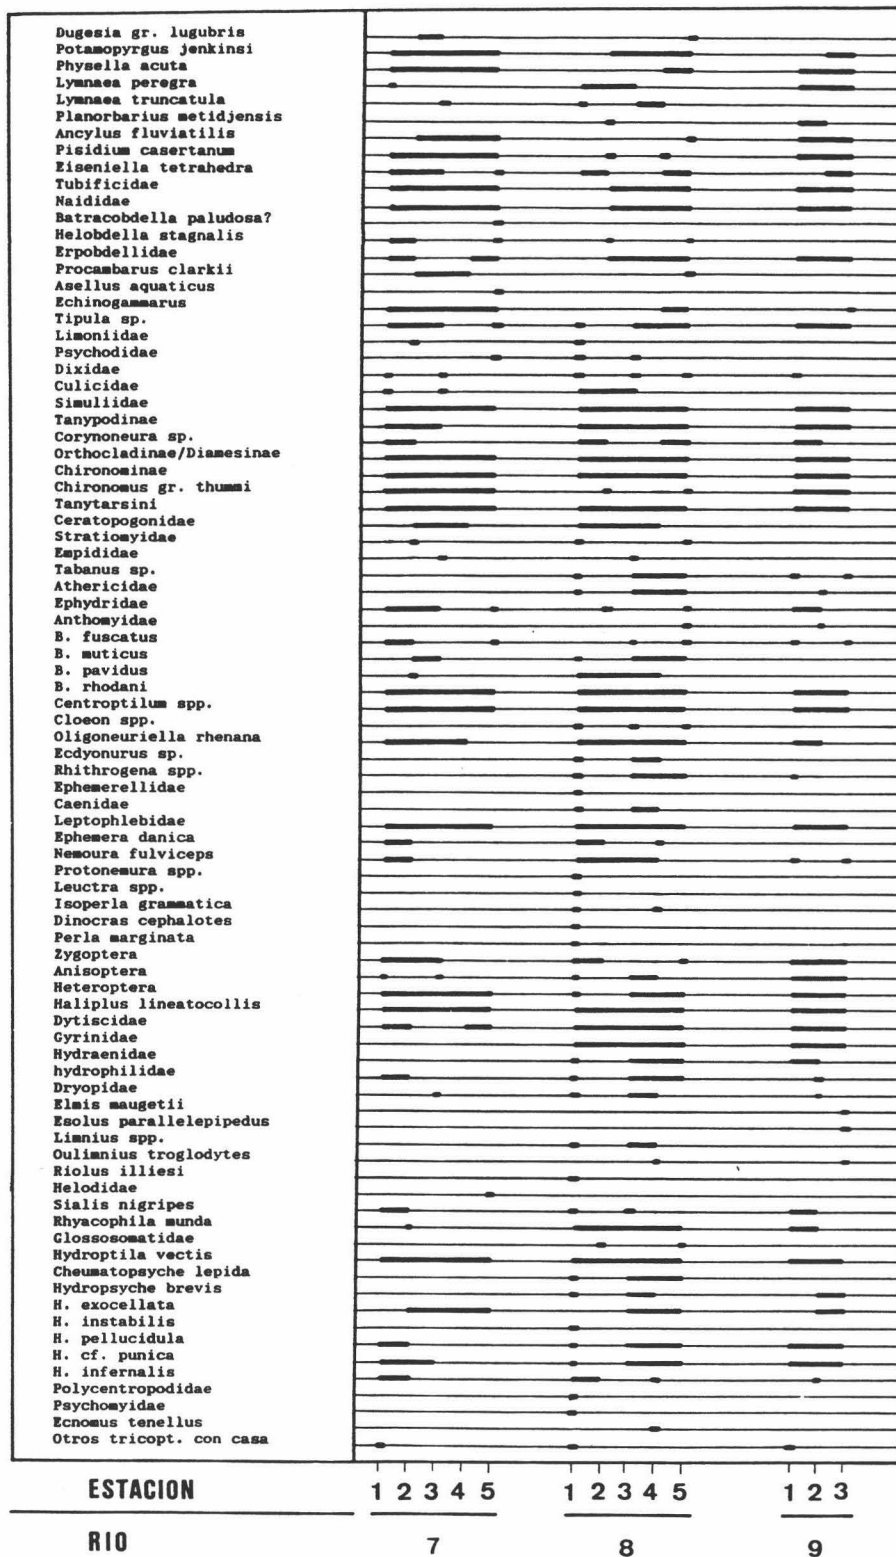 Dugesia gr. lugubris
Potamopyrgus jenkinsi
Physella acuta
Lymnaea peregra
Lymnaea truncatula
Planorbarius metidjensis
Ancylus fluviatilis
Pisidium casertanum
Eiseniella tetrahedra
Tubificidae
Naididae
Batracobdella paludosa?
Helobdella stagnalis
Erpobdellidae
Procambarus clarkii
Asellus aquaticus
Echinogammarus
Tipula sp.
Limoniidae
Psychodidae
Dixidae
Culicidae
Simuliidae
Tanypodinae
Corynoneura sp.
Orthocladinae/Diamesinae
Chironominae
Chironomus gr. thummi
Tanytarsini
Ceratopogonidae
Stratiomyidae
Empididae
Tabanus sp.
Athericidae
Ephydridae
Anthomyidae
B. fuscatus
B. muticus
B. pavidus
B. rhodani
Centroptilum spp.
Cloeon spp.
Oligoneuriella rhenana
Ecdyonurus sp.
Rhithrogena spp.
Ephemerellidae
Caenidae
Leptophlebidae
Ephemera danica
Nemoura fulviceps
Protonemura spp.
Leuctra spp.
Isoperla grammatica
Dinocras cephalotes
Perla marginata
Zygoptera
Anisoptera
Heteroptera
Haliplus lineatocollis
Dytiscidae
Gyrinidae
Hydraenidae
hydrophilidae
Dryopidae
Elmis maugetii
Esolus parallelepipedus
Limnius spp.
Oulimnius troglodytes
Riolus illiesi
Helodidae
Sialis nigripes
Rhyacophila munda
Glossosomatidae
Hydroptila vectis
Cheumatopsyche lepida
Hydropsyche brevis
H. exocellata
H. instabilis
H. pellucidula
H. cf. punica
H. infernalis
Polycentropodidae
Psychomyidae
Ecnomus tenellus
Otros tricopt. con casa
ESTACION 1 2 3 4 5 1 2 3 4 5 1 2 3
RIO 7 8 9